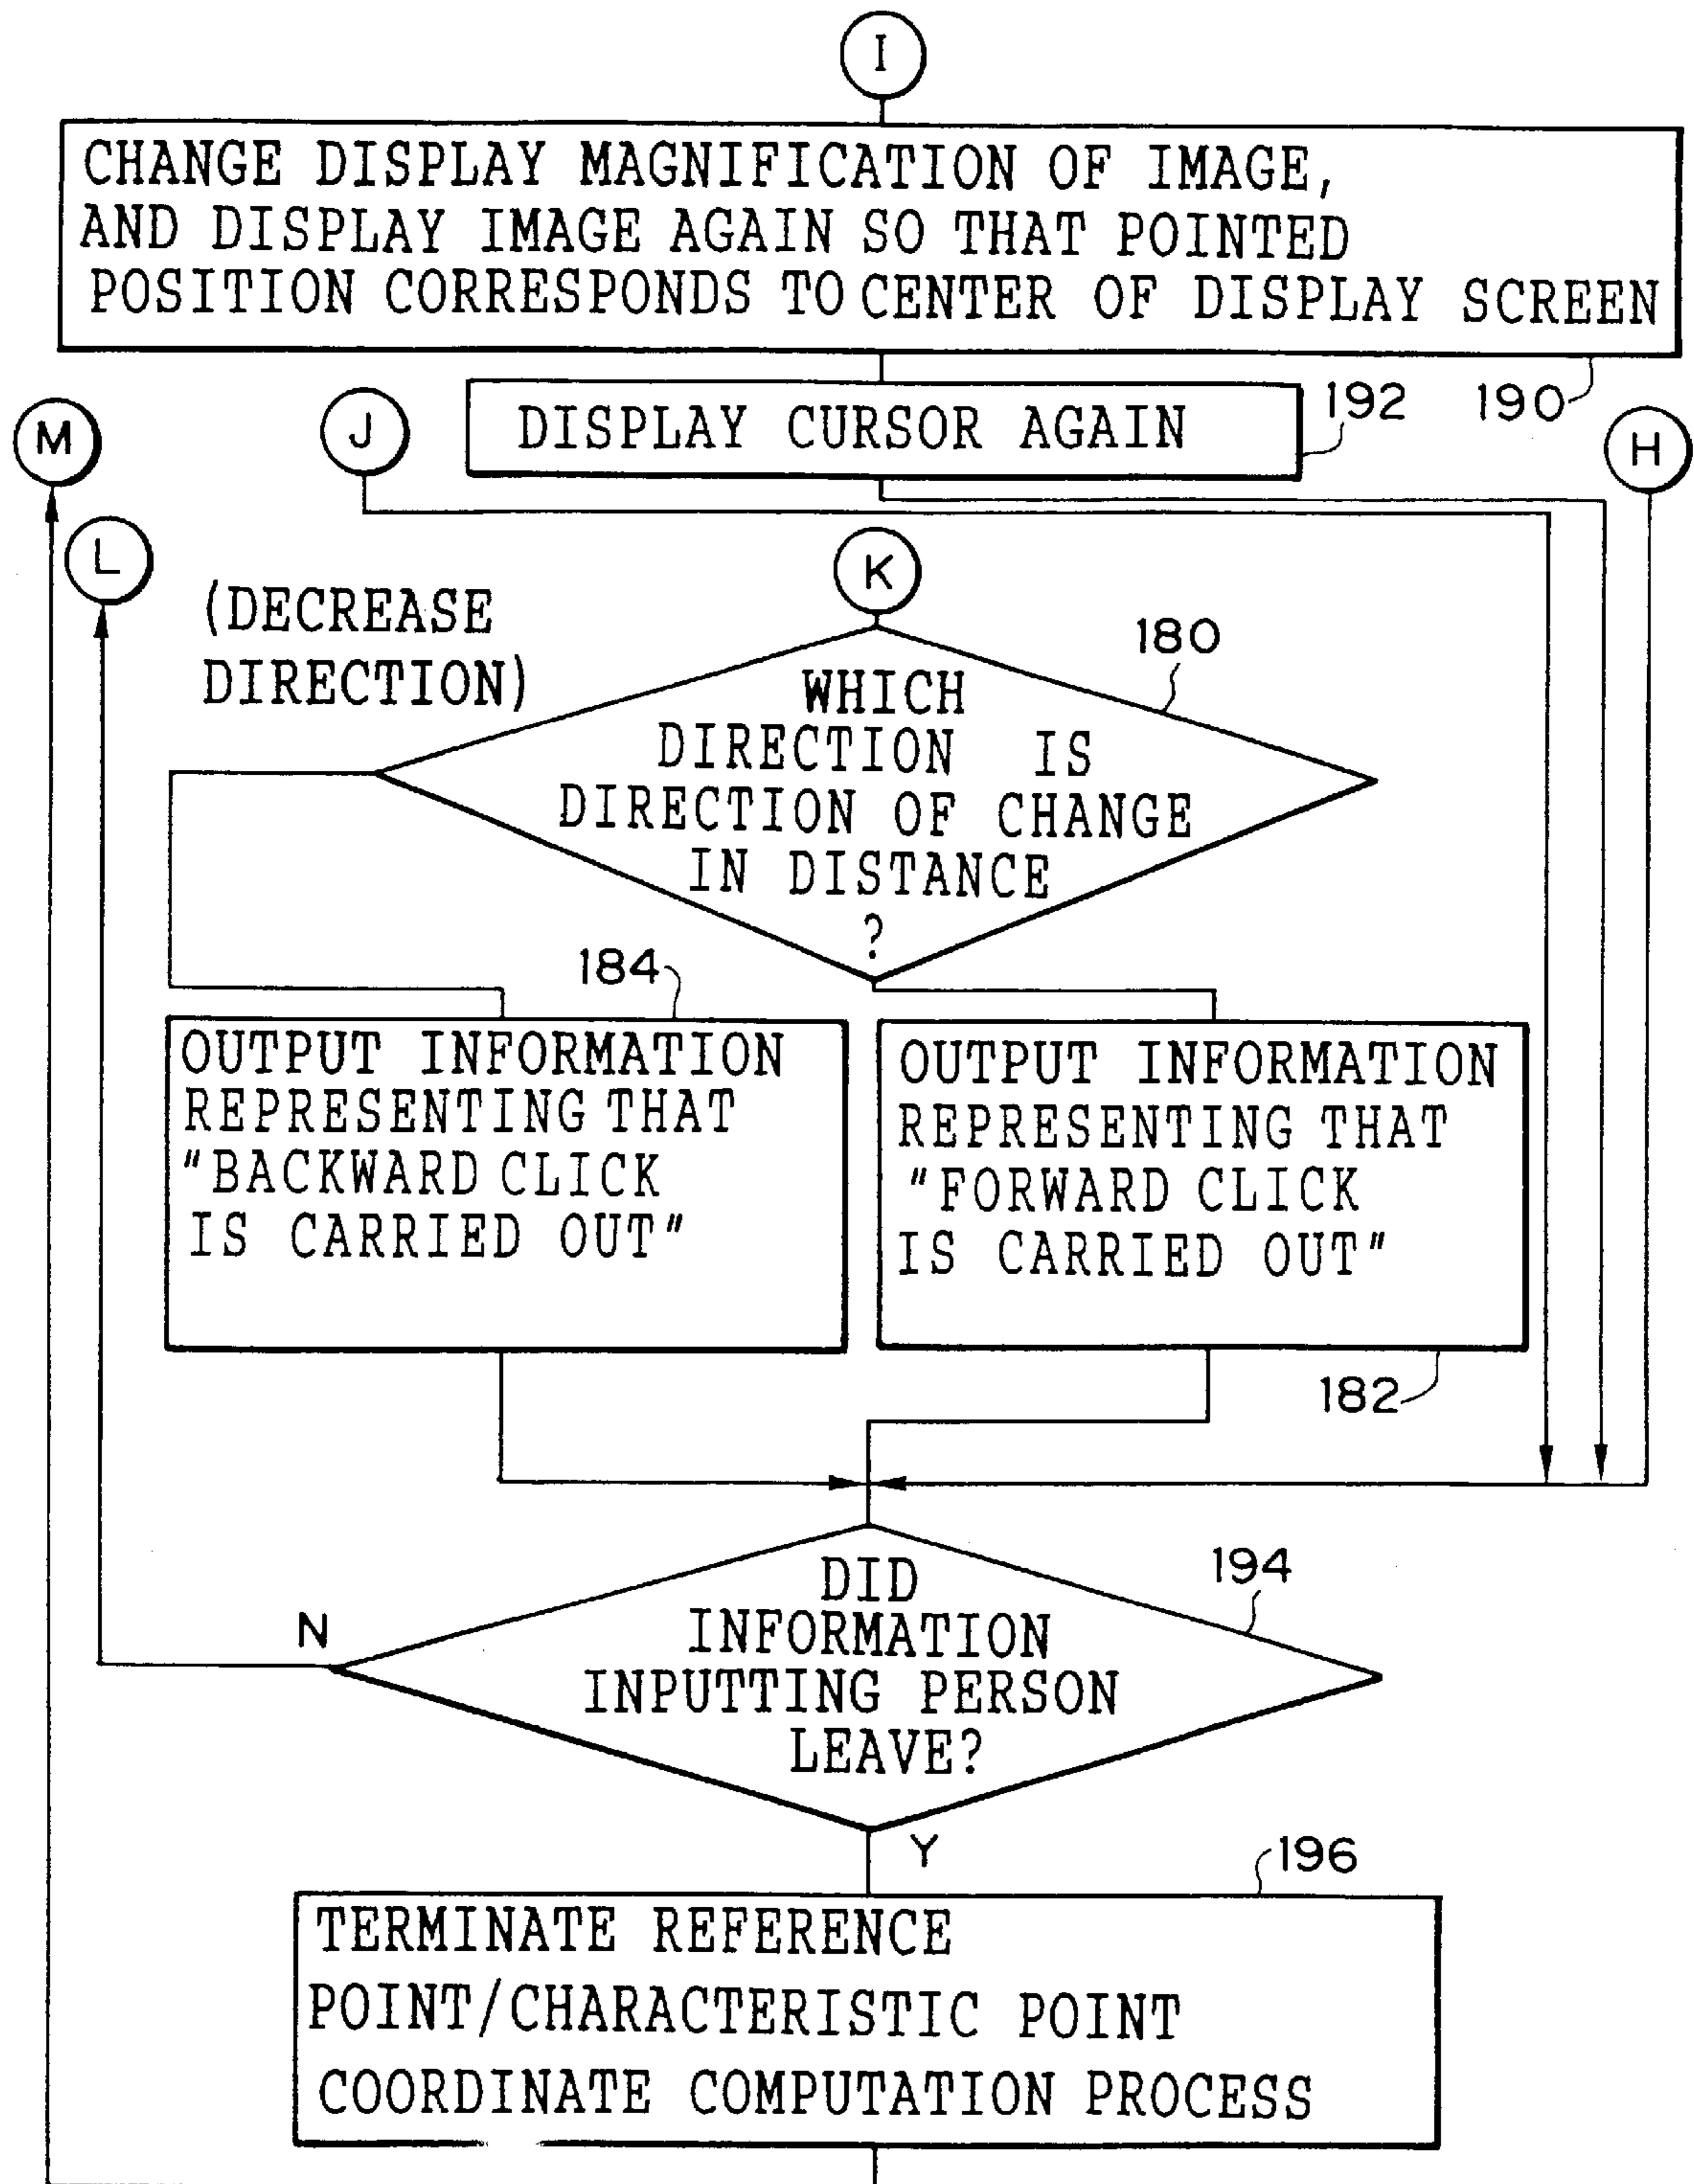 I
CHANGE DISPLAY MAGNIFICATION OF IMAGE,
AND DISPLAY IMAGE AGAIN SO THAT POINTED
POSITION CORRESPONDS TO CENTER OF DISPLAY SCREEN
190
M
J
DISPLAY CURSOR AGAIN
192
H
L
K
(DECREASE
DIRECTION)
180
WHICH
DIRECTION IS
DIRECTION OF CHANGE
IN DISTANCE
?
184
OUTPUT INFORMATION
REPRESENTING THAT
"BACKWARD CLICK
IS CARRIED OUT"
OUTPUT INFORMATION
REPRESENTING THAT
"FORWARD CLICK
IS CARRIED OUT"
182
194
DID
INFORMATION
INPUTTING PERSON
LEAVE?
N
Y
196
TERMINATE REFERENCE
POINT/CHARACTERISTIC POINT
COORDINATE COMPUTATION PROCESS